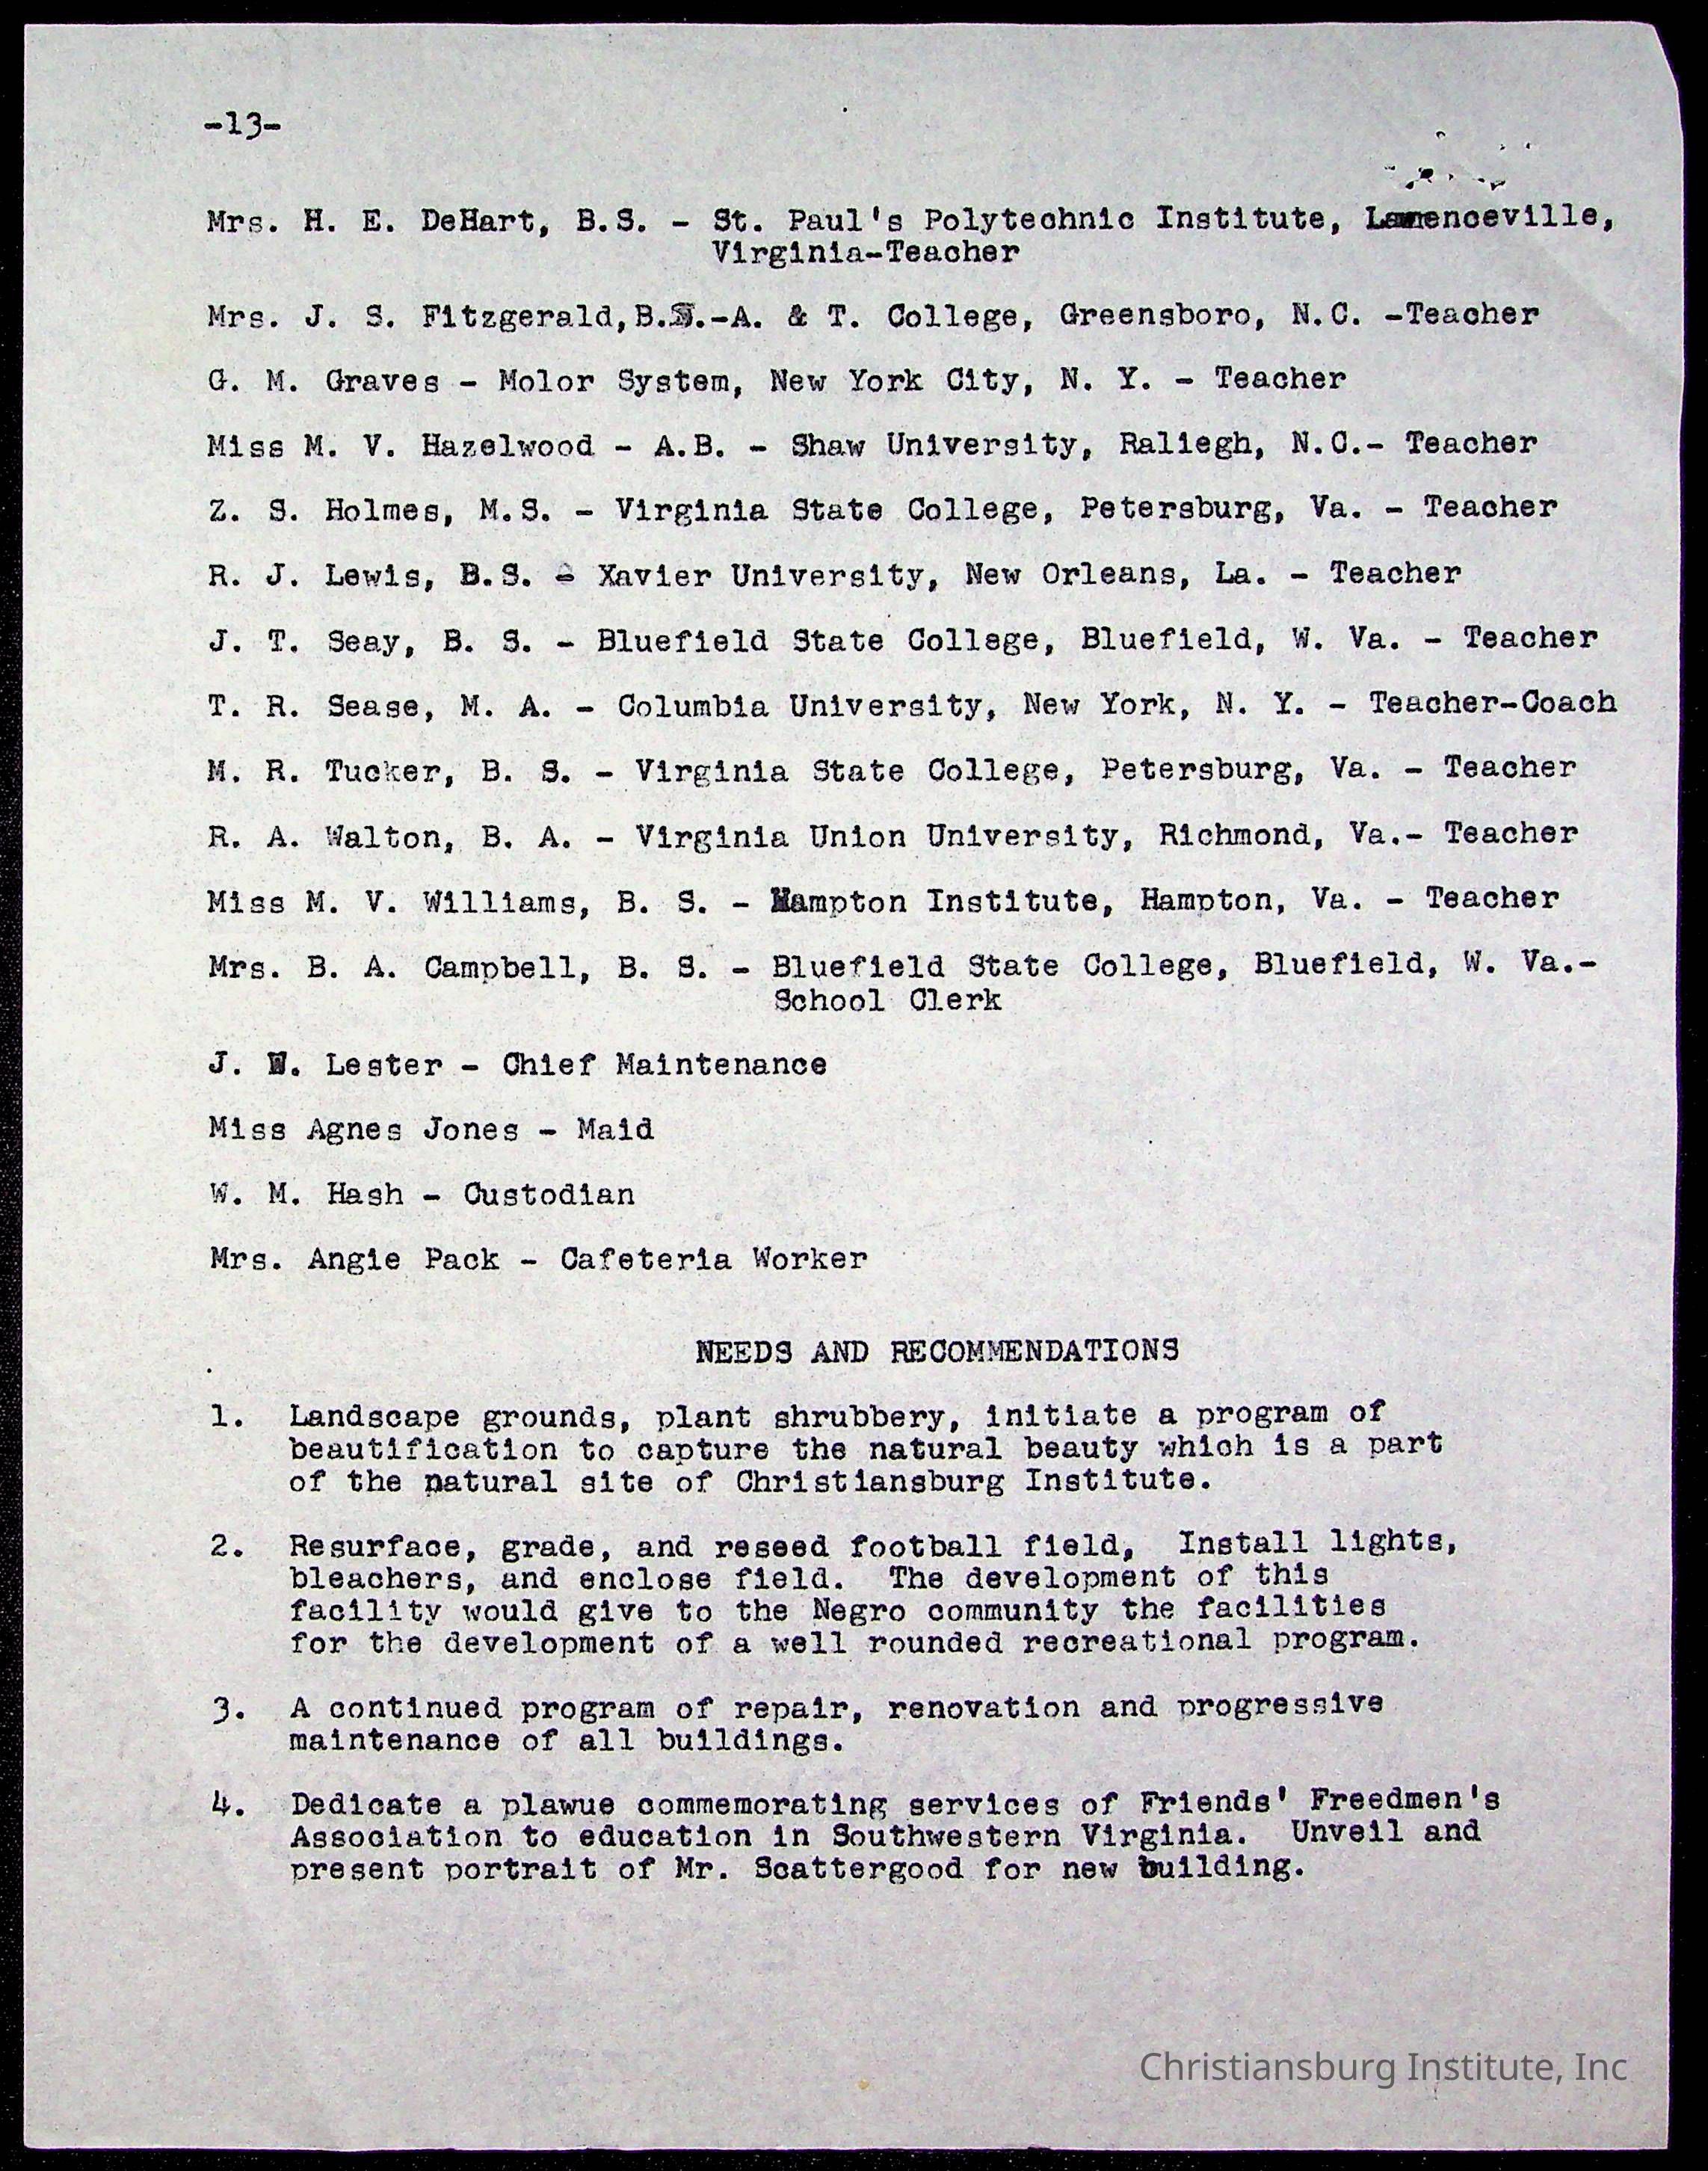 -13-
Mrs. H. E. DeHart, B.S. - St. Paul's Polytechnic Institute, Lawrenceville,
Virginia-Teacher
Mrs. J. S. Fitzgerald,B.S.-A. & T. College, Greensboro, N.C. -Teacher
G. M. Graves - Molor System, New York City, N. Y. - Teacher
Miss M. V. Hazelwood - A.B. - Shaw University, Raliegh, N.C.- Teacher
Z. S. Holmes, M.S. - Virginia State College, Petersburg, Va. - Teacher
R. J. Lewis, B.S. - Xavier University, New Orleans, La. - Teacher
J. T. Seay, B. S. - Bluefield State College, Bluefield, W. Va. - Teacher
T. R. Sease, M. A. - Columbia University, New York, N. Y. - Teacher-Coach
M. R. Tucker, B. S. - Virginia State College, Petersburg, Va. - Teacher
R. A. Walton, B. A. - Virginia Union University, Richmond, Va.- Teacher
Miss M. V. Williams, B. S. - Hampton Institute, Hampton, Va. - Teacher
Mrs. B. A. Campbell, B. S. - Bluefield State College, Bluefield, W. Va.-
School Clerk
J. W. Lester - Chief Maintenance
Miss Agnes Jones - Maid
W. M. Hash - Custodian
Mrs. Angie Pack - Cafeteria Worker
NEEDS AND RECOMMENDATIONS
1. Landscape grounds, plant shrubbery, initiate a program of
beautification to capture the natural beauty which is a part
of the natural site of Christiansburg Institute.
2. Resurface, grade, and reseed football field, Install lights,
bleachers, and enclose field. The development of this
facility would give to the Negro community the facilities
for the development of a well rounded recreational program.
3. A continued program of repair, renovation and progressive
maintenance of all buildings.
4. Dedicate a plawue commemorating services of Friends' Freedmen's
Association to education in Southwestern Virginia. Unveil and
present portrait of Mr. Scattergood for new building.
Christiansburg Institute, Inc